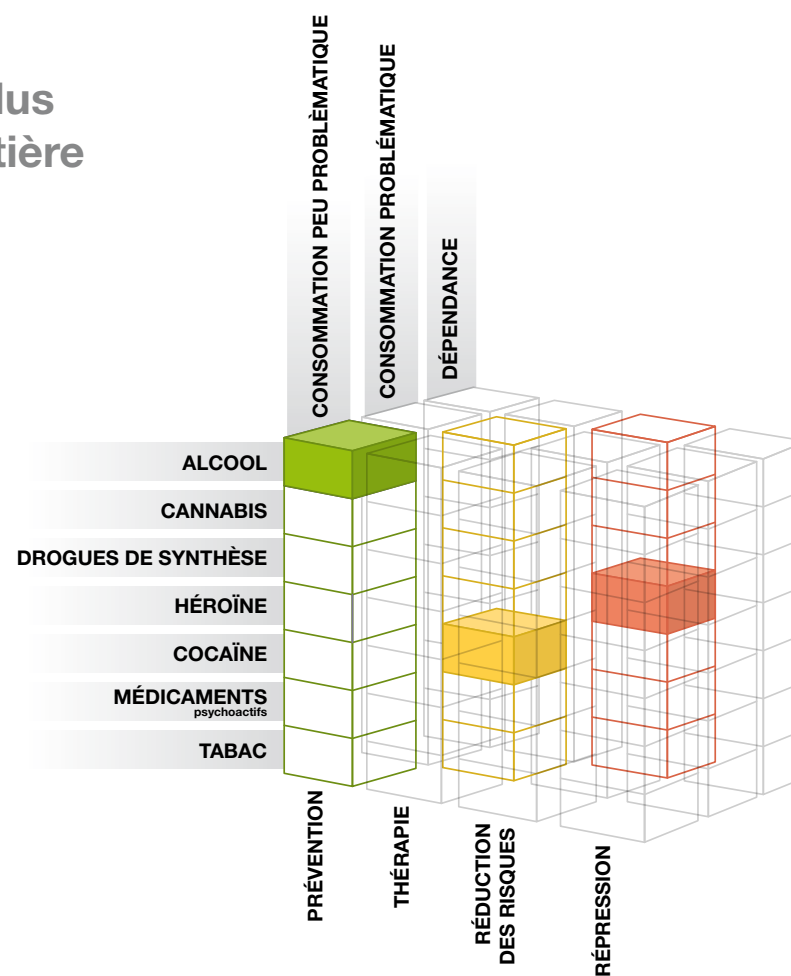 lus
tière
CONSOMMATION PEU PROBLÈMATIQUE
CONSOMMATION PROBLÉMATIQUE
DÉPENDANCE
ALCOOL
CANNABIS
DROGUES DE SYNTHÈSE
HÉROÏNE
COCAÏNE
MÉDICAMENTS
psychoactifs
TABAC
PRÉVENTION
THÉRAPIE
RÉDUCTION
DES RISQUES
RÉPRESSION